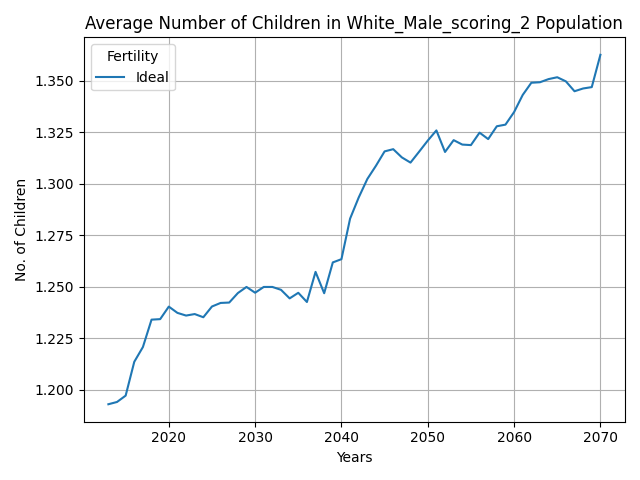 Average Number of Children in White_Male_scoring_2 Population
Fertility
Ideal
No. of Children
1.350
1.325
1.300
1.275
1.250
1.225
1.200
2020 2030 2040 2050 2060 2070
Years